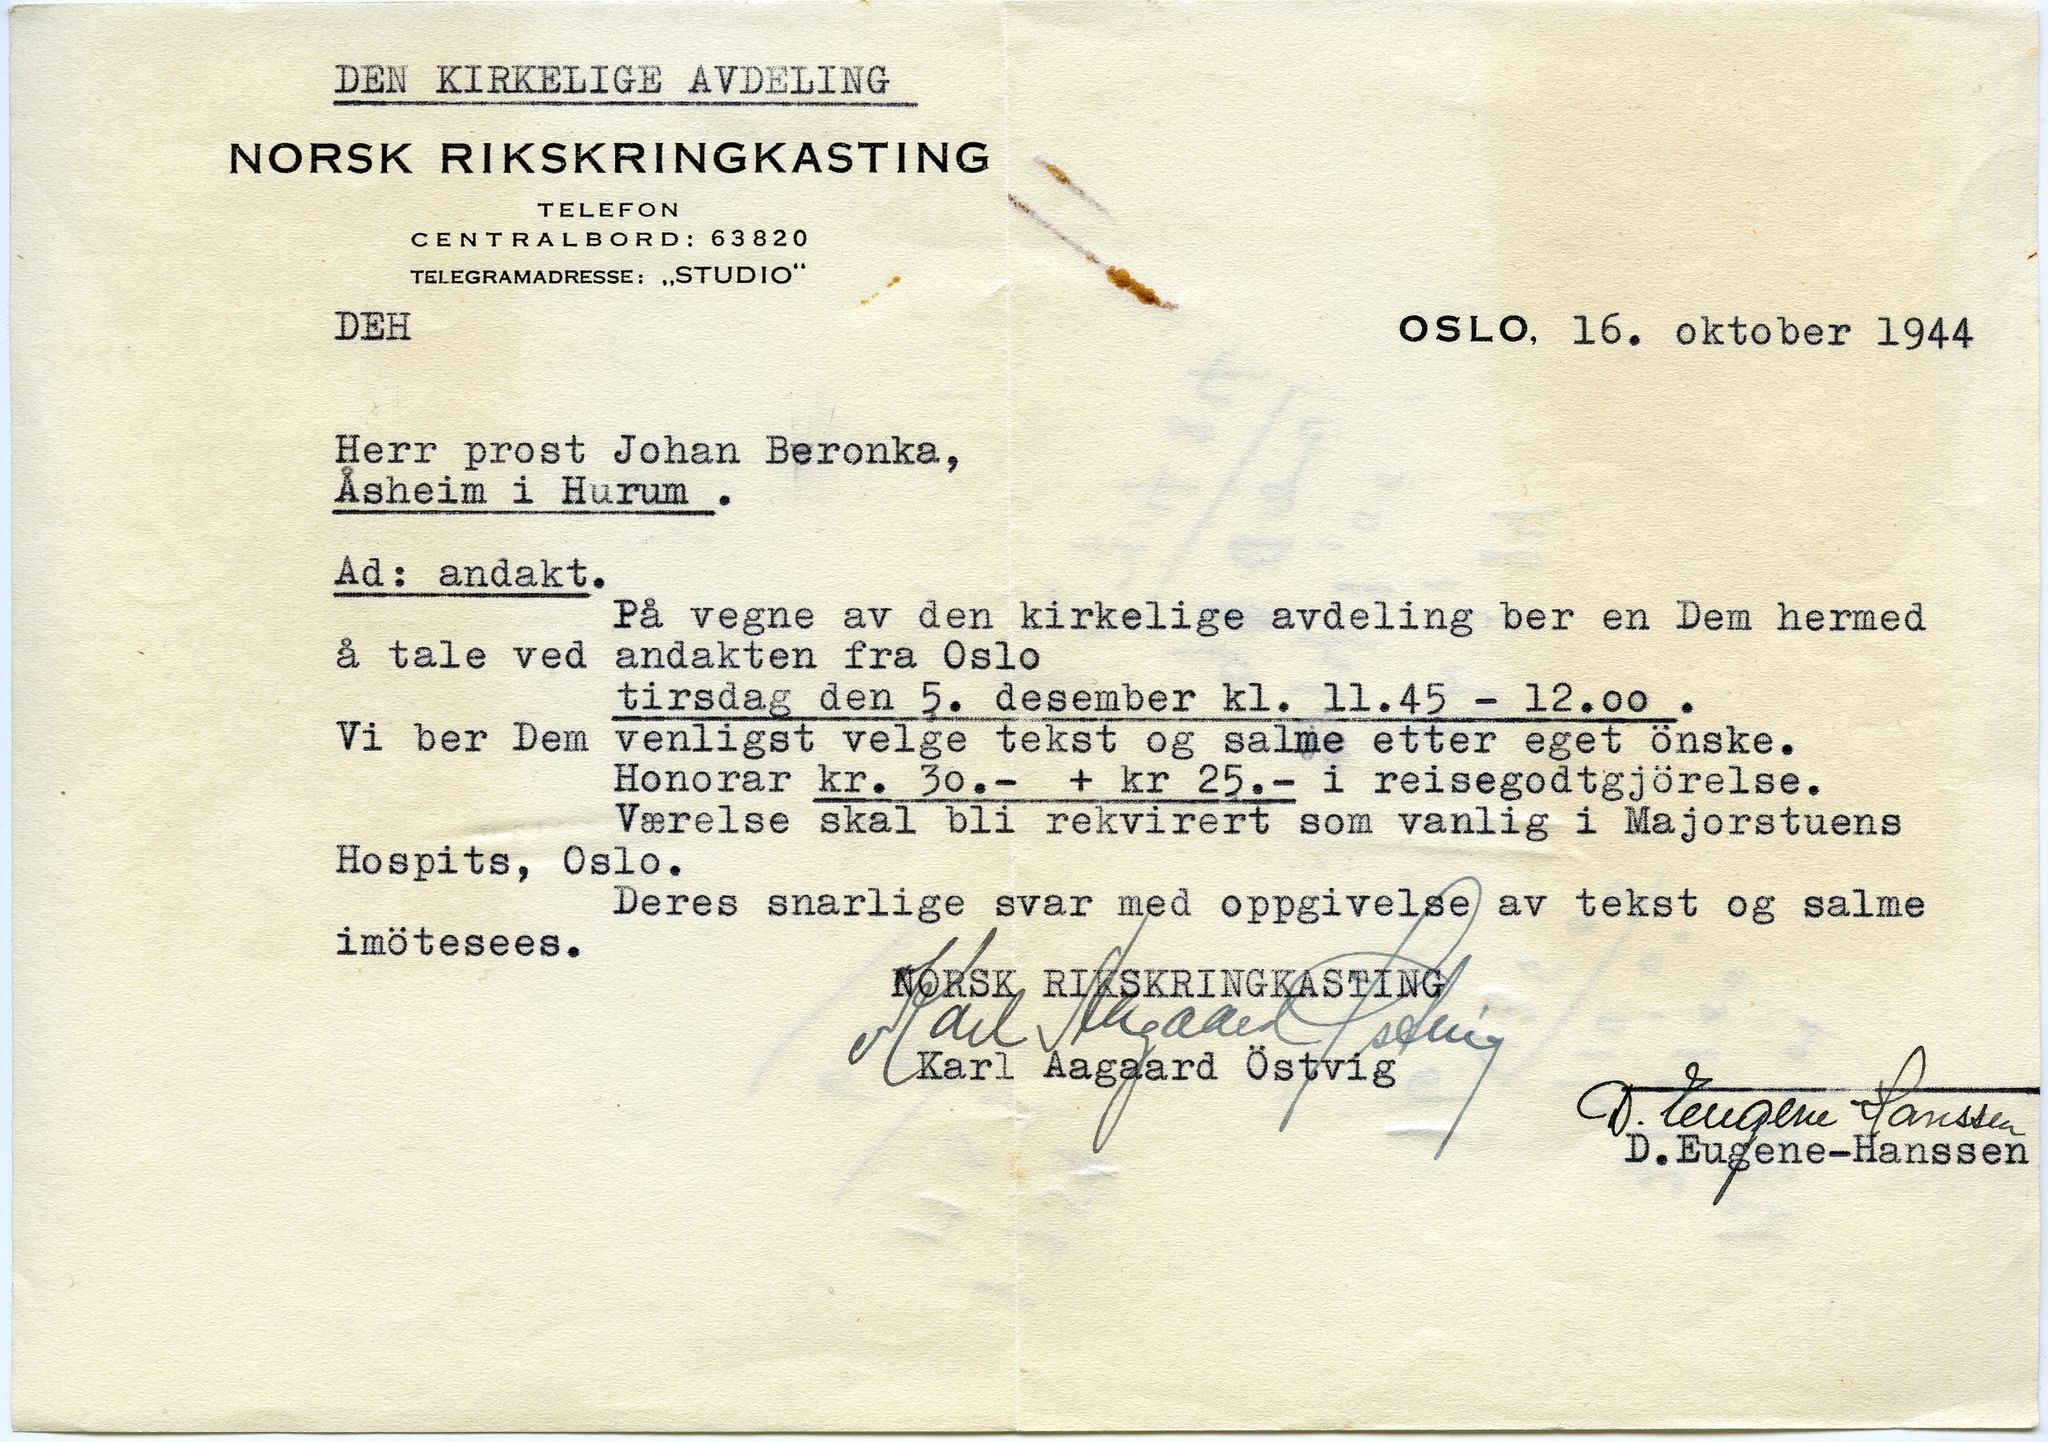 DEN KIRKELIGE AVDELING
NORSK RIKSKRINGKASTING
TELEFON
CENTRALBORD: 63820
TELEGRAMADRESSE: „STUDIO“
DEH
OSLO, 16. oktober 1944
Herr prost Johan Beronka,
Åsheim i Hurum .
Ad: andakt.
På vegne av den kirkelige avdeling ber en Dem hermed
å tale ved andakten fra Oslo
tirsdag den 5. desember kl. 11.45 - 12.oo .
Vi ber Dem venligst velge tekst og salme etter eget önske.
Honorar kr. 3o.- + kr 25.- i reisegodtgjörelse.
Værelse skal bli rekvirert som vanlig i Majorstuens
Hospits, Oslo.
Deres snarlige svar med oppgivelse av tekst og salme
imötesees.
NORSK RIKSKRINGKASTING
Karl Aagaard Östvig
Karl Aagaard Östvig
D. Eugene-Hanssen
D.Eugene-Hanssen